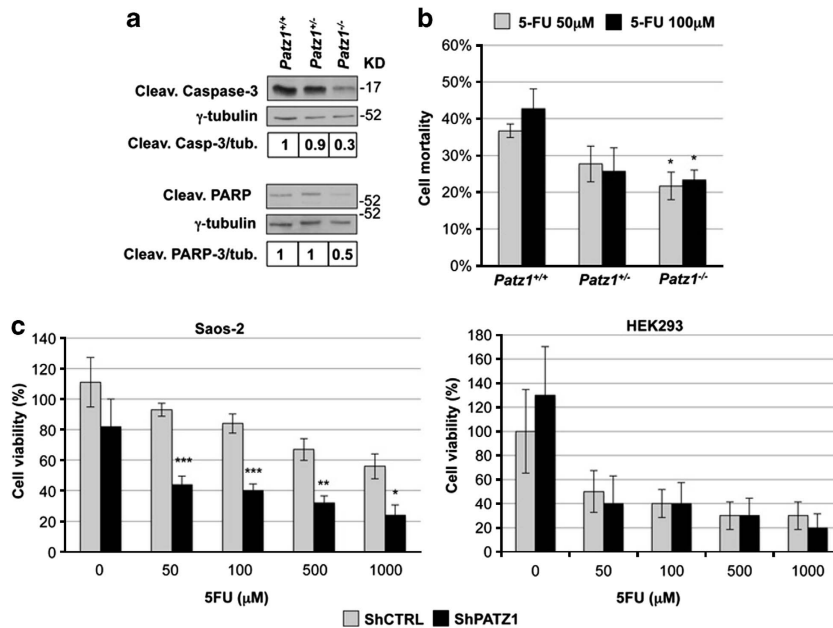 a
Patz1+/+ Patz1+/- Patz1-/- KD
Cleav. Caspase-3 -17
γ-tubulin -52
Cleav. Casp-3/tub. 1 0.9 0.3
Cleav. PARP -52
γ-tubulin -52
Cleav. PARP-3/tub. 1 1 0.5
b
5-FU 50μM 5-FU 100μM
Cell mortality
60%
50%
40%
30%
20%
10%
0%
* *
Patz1+/+ Patz1+/- Patz1-/-
c
Saos-2
Cell viability (%)
140
120
100
80
60
40
20
0
*** *** ** *
0 50 100 500 1000
5FU (μM)
HEK293
Cell viability (%)
180
160
140
120
100
80
60
40
20
0
0 50 100 500 1000
5FU (μM)
ShCTRL ShPATZ1